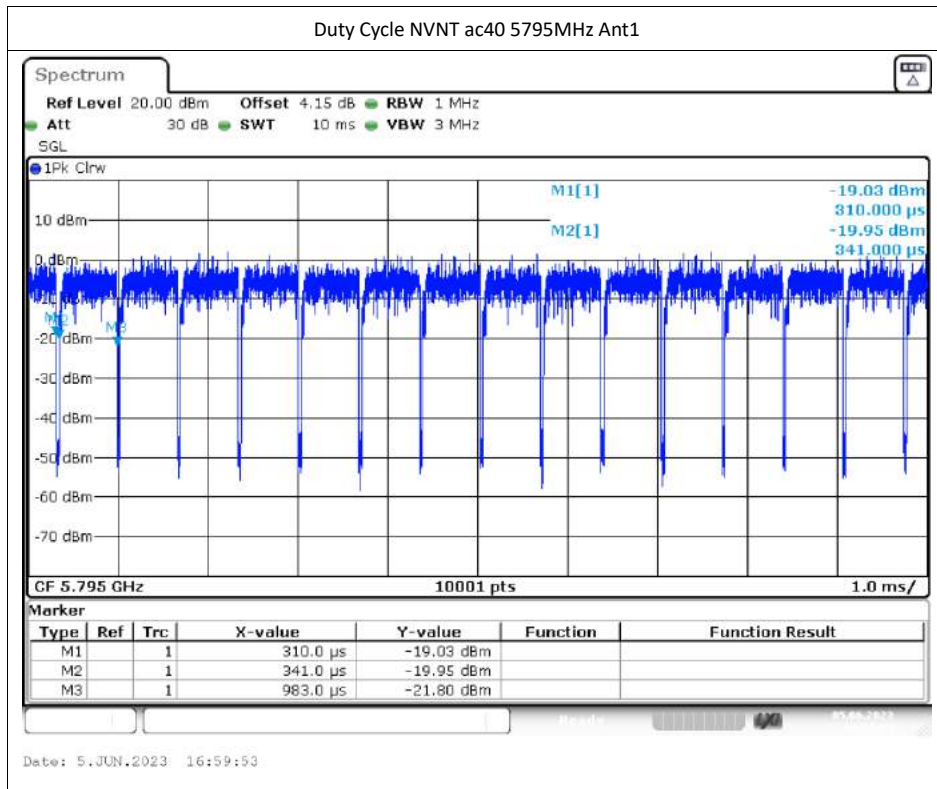 Duty Cycle NVNT ac40 5795MHz Ant1
Spectrum
Ref Level 20.00 dBm Offset 4.15 dB RBW 1 MHz
Att 30 dB SWT 10 ms VBW 3 MHz
SGL
1Pk Clrw
M1[1] -19.03 dBm
310.000 µs
M2[1] -19.95 dBm
341.000 µs
10 dBm
0 dBm
M3
-20 dBm
-30 dBm
-40 dBm
-50 dBm
-60 dBm
-70 dBm
CF 5.795 GHz 10001 pts 1.0 ms/
Marker
Type Ref Trc X-value Y-value Function Function Result
M1 1 310.0 µs -19.03 dBm
M2 1 341.0 µs -19.95 dBm
M3 1 983.0 µs -21.80 dBm
Ready
Date: 5.JUN.2023 16:59:53